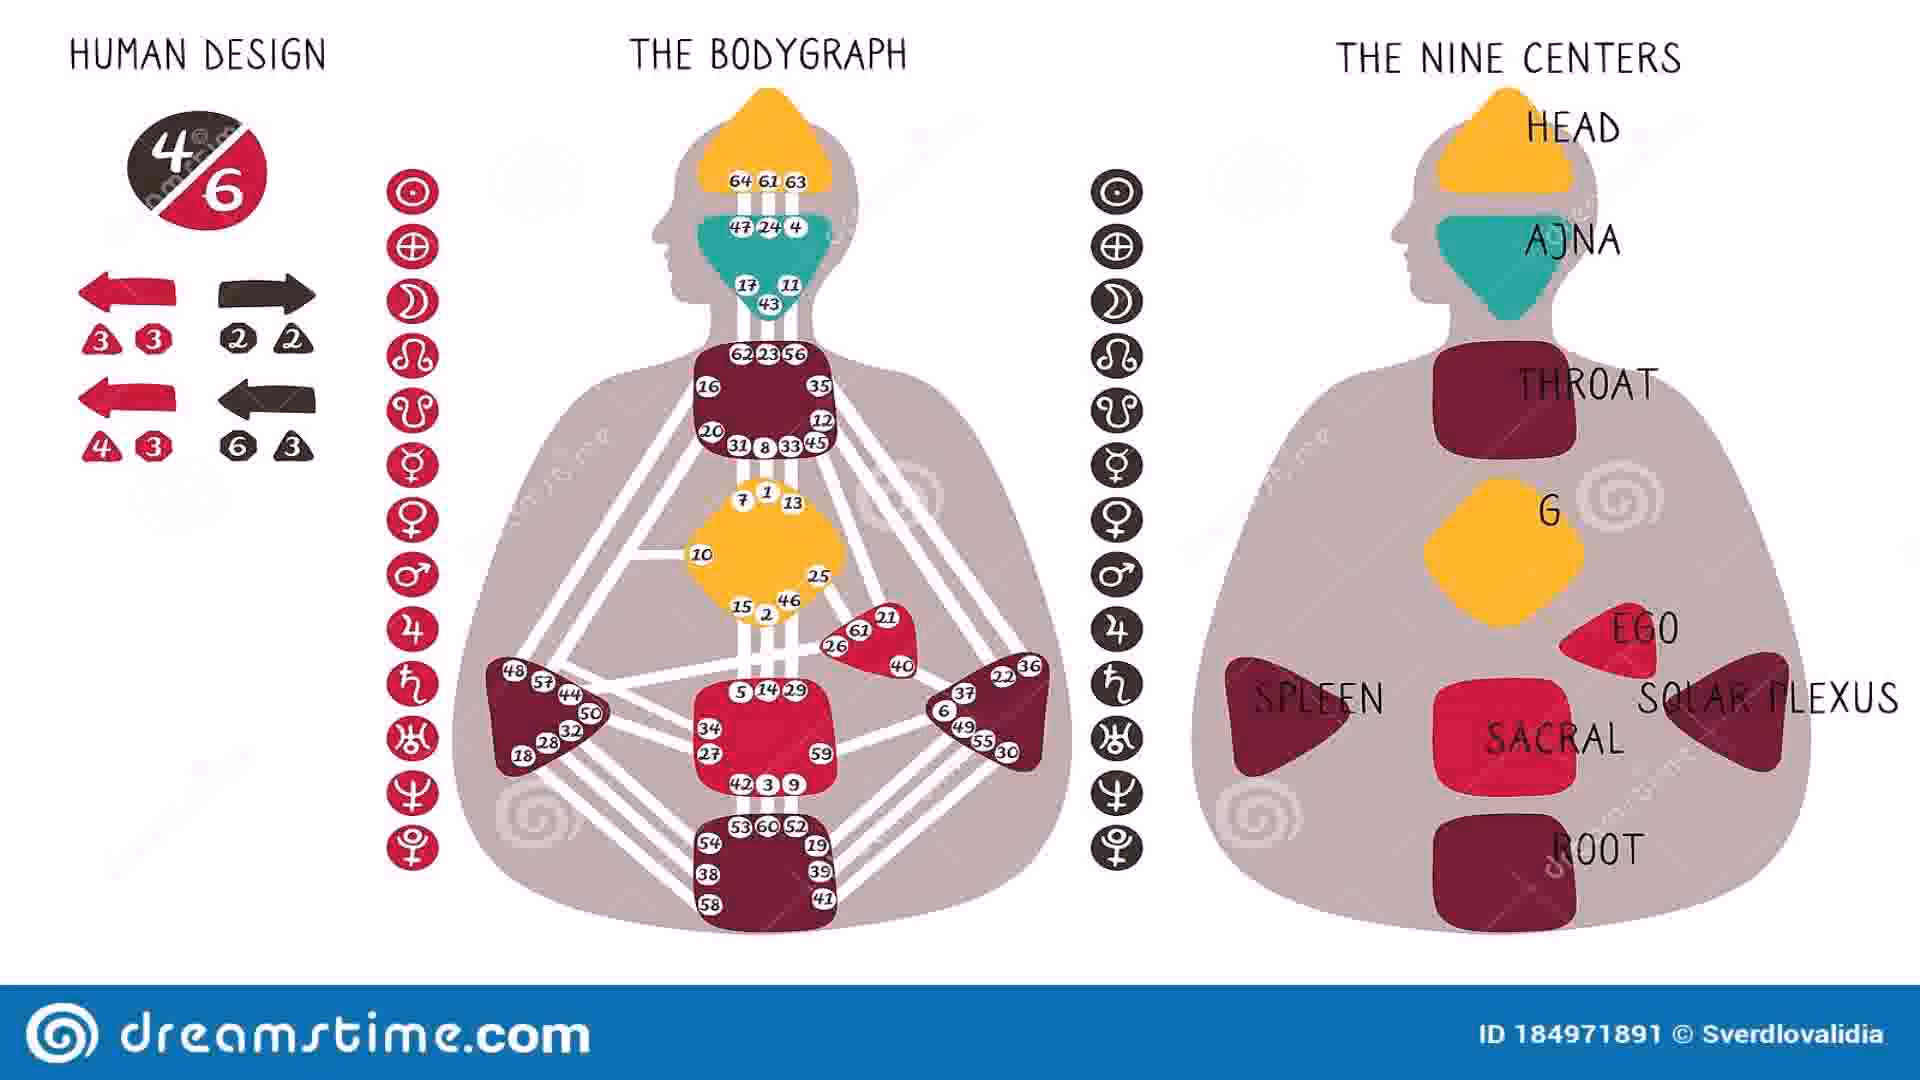 HUMAN DESIGN
THE BODYGRAPH
THE NINE CENTERS
4
6
3 3 2 2
4 3 6 3
64 61 63
47 24 4
17 11
43
62 23 56
16 35
12
20 31 8 33 45
7 1 13
10
25
15 2 46
26 61 21
40
48 57 44 50
32
28
18
5 14 29
34
27
59
42 3 9
36
22
37
6
49
55
30
53 60 52
54 19
38 39
58 41
HEAD
AJNA
THROAT
G
EGO
SPLEEN
SOLAR PLEXUS
SACRAL
ROOT
dreamstime.com
ID 184971891 © Sverdlovalidia